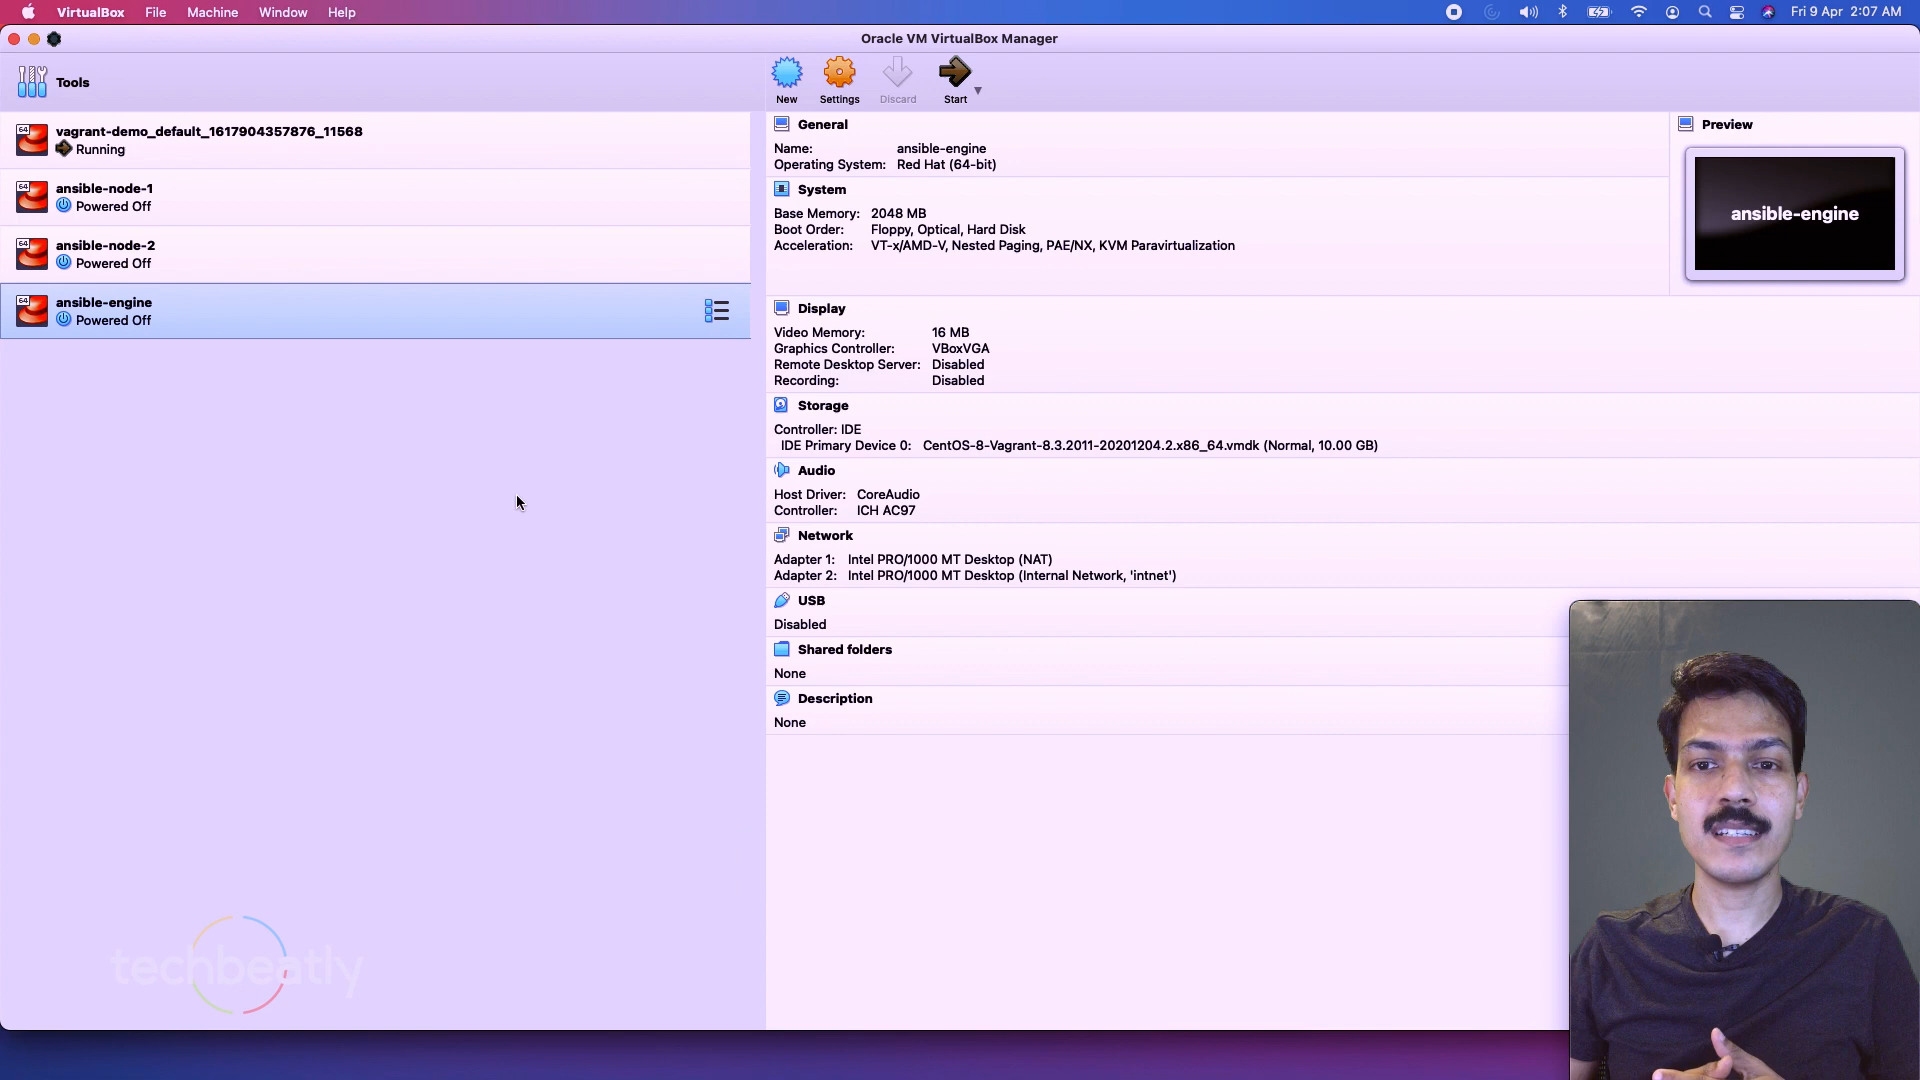 VirtualBox File Machine Window Help
Fri 9 Apr 2:07 AM
Oracle VM VirtualBox Manager
Tools
New
Settings
Discard
Start
64
vagrant-demo_default_1617904357876_11568
Running
64
ansible-node-1
Powered Off
64
ansible-node-2
Powered Off
64
ansible-engine
Powered Off
General
Name: ansible-engine
Operating System: Red Hat (64-bit)
Preview
ansible-engine
System
Base Memory: 2048 MB
Boot Order: Floppy, Optical, Hard Disk
Acceleration: VT-x/AMD-V, Nested Paging, PAE/NX, KVM Paravirtualization
Display
Video Memory: 16 MB
Graphics Controller: VBoxVGA
Remote Desktop Server: Disabled
Recording: Disabled
Storage
Controller: IDE
IDE Primary Device 0: CentOS-8-Vagrant-8.3.2011-20201204.2.x86_64.vmdk (Normal, 10.00 GB)
Audio
Host Driver: CoreAudio
Controller: ICH AC97
Network
Adapter 1: Intel PRO/1000 MT Desktop (NAT)
Adapter 2: Intel PRO/1000 MT Desktop (Internal Network, 'intnet')
USB
Disabled
Shared folders
None
Description
None
techbeatly